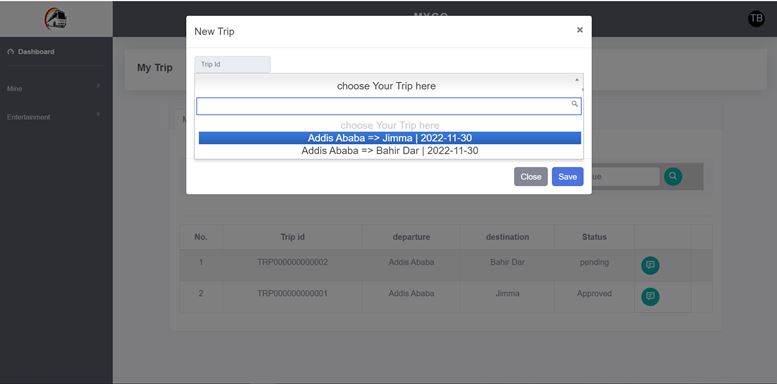 MYGO
TB
New Trip
×
Dashboard
My Trip
Trip Id
choose Your Trip here
Mine
choose Your Trip here
Entertainment
Addis Ababa => Jimma | 2022-11-30
Addis Ababa => Bahir Dar | 2022-11-30
Close Save
No. Trip id departure destination Status
1 TRP000000000002 Addis Ababa Bahir Dar pending
2 TRP000000000001 Addis Ababa Jimma Approved